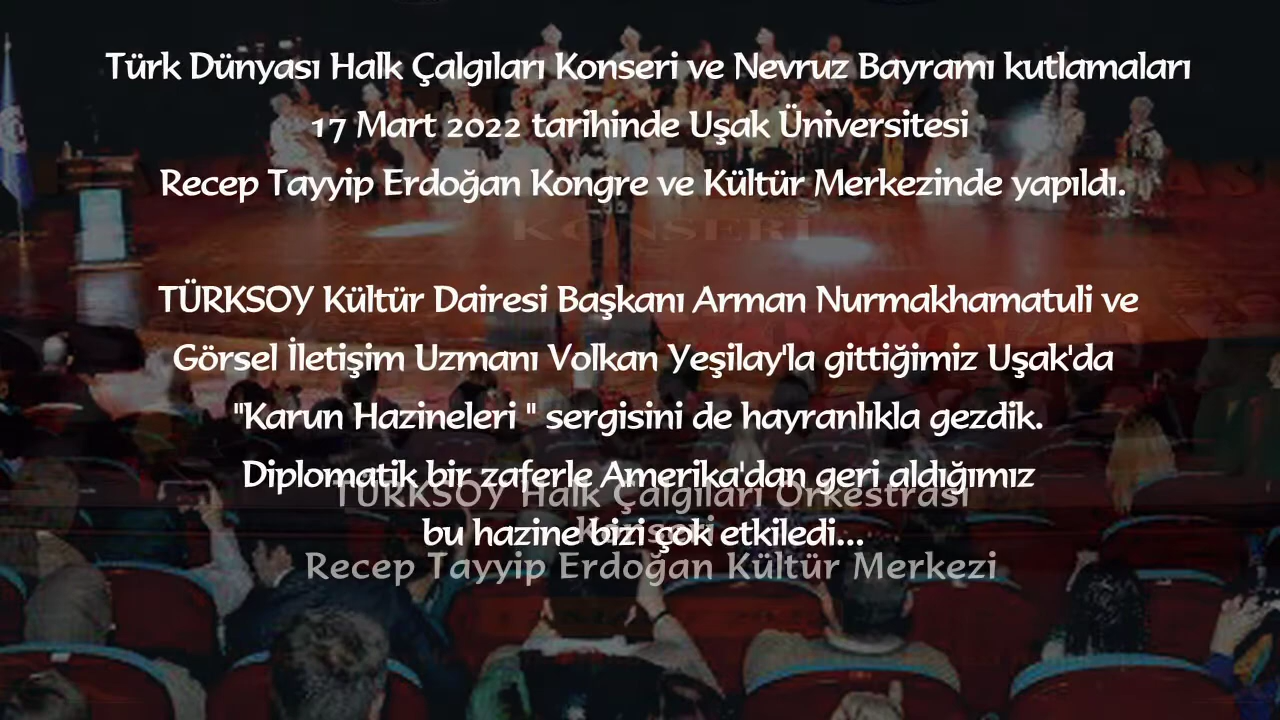 Türk Dünyası Halk Çalgıları Konseri ve Nevruz Bayramı kutlamaları
17 Mart 2022 tarihinde Uşak Üniversitesi
Recep Tayyip Erdoğan Kongre ve Kültür Merkezinde yapıldı.
KONSERİ
TÜRKSOY Kültür Dairesi Başkanı Arman Nurmakhamatuli ve
Görsel İletişim Uzmanı Volkan Yeşilay'la gittiğimiz Uşak'da
"Karun Hazineleri " sergisini de hayranlıkla gezdik.
Diplomatik bir zaferle Amerika'dan geri aldığımız
TÜRKSOY Halk Çalgıları Orkestrası
bu hazine bizi çok etkiledi...
Konseri
Recep Tayyip Erdoğan Kültür Merkezi